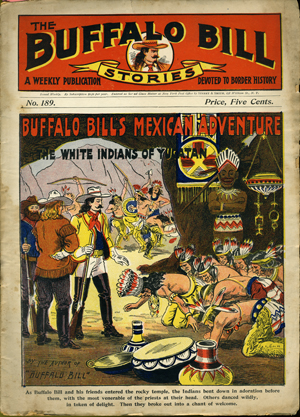 THE
BUFFALO BILL
STORIES
A WEEKLY PUBLICATION
DEVOTED TO BORDER HISTORY
No. 189.
Price, Five Cents.
BUFFALO BILL'S MEXICAN ADVENTURE
THE WHITE INDIANS OF YUCATAN
BY THE AUTHOR OF
"BUFFALO BILL"
As Buffalo Bill and his friends entered the rocky temple, the Indians bent down in adoration before
them, with the most venerable of the priests at their head. Others danced wildly,
in token of delight. Then they broke out into a chant of welcome.